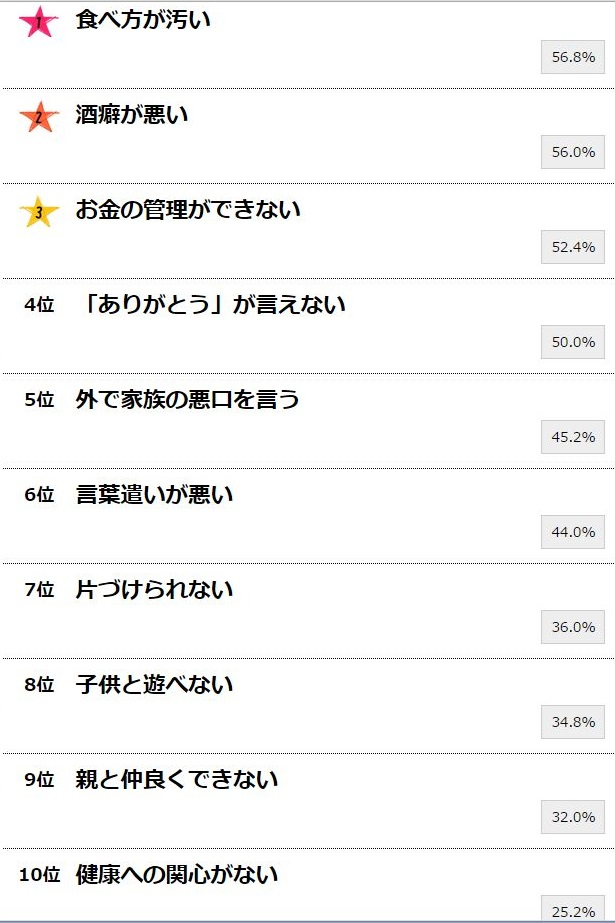 1 食べ方が汚い
56.8%
2 酒癖が悪い
56.0%
3 お金の管理ができない
52.4%
4位 「ありがとう」が言えない
50.0%
5位 外で家族の悪口を言う
45.2%
6位 言葉遣いが悪い
44.0%
7位 片づけられない
36.0%
8位 子供と遊べない
34.8%
9位 親と仲良くできない
32.0%
10位 健康への関心がない
25.2%